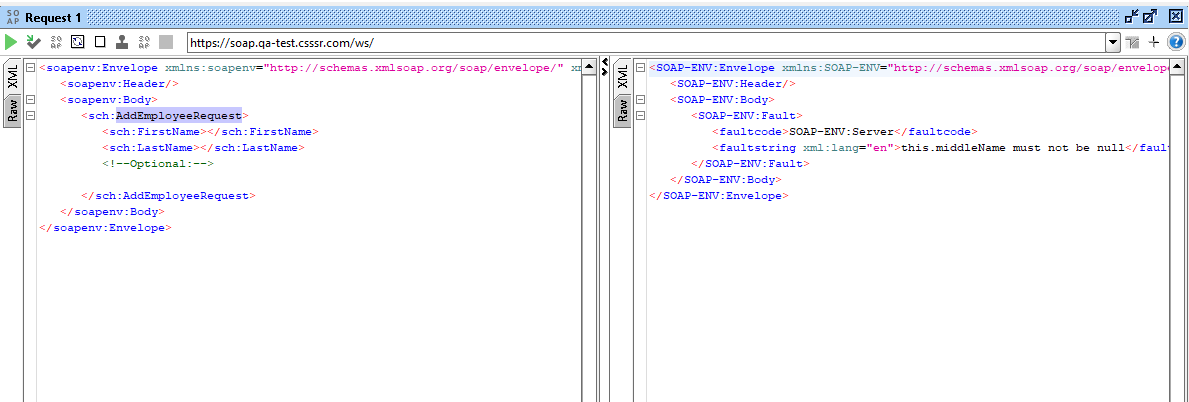 SO AP Request 1
https://soap.qa-test.csssr.com/ws/
XML
Raw
<soapenv:Envelope xmlns:soapenv="http://schemas.xmlsoap.org/soap/envelope/"
<soapenv:Header/>
<soapenv:Body>
<sch:AddEmployeeRequest>
<sch:FirstName></sch:FirstName>
<sch:LastName></sch:LastName>
<!--Optional:-->
</sch:AddEmployeeRequest>
</soapenv:Body>
</soapenv:Envelope>
XML
Raw
<SOAP-ENV:Envelope xmlns:SOAP-ENV="http://schemas.xmlsoap.org/soap/envelope
<SOAP-ENV:Header/>
<SOAP-ENV:Body>
<SOAP-ENV:Fault>
<faultcode>SOAP-ENV:Server</faultcode>
<faultstring xml:lang="en">this.middleName must not be null</faul
</SOAP-ENV:Fault>
</SOAP-ENV:Body>
</SOAP-ENV:Envelope>